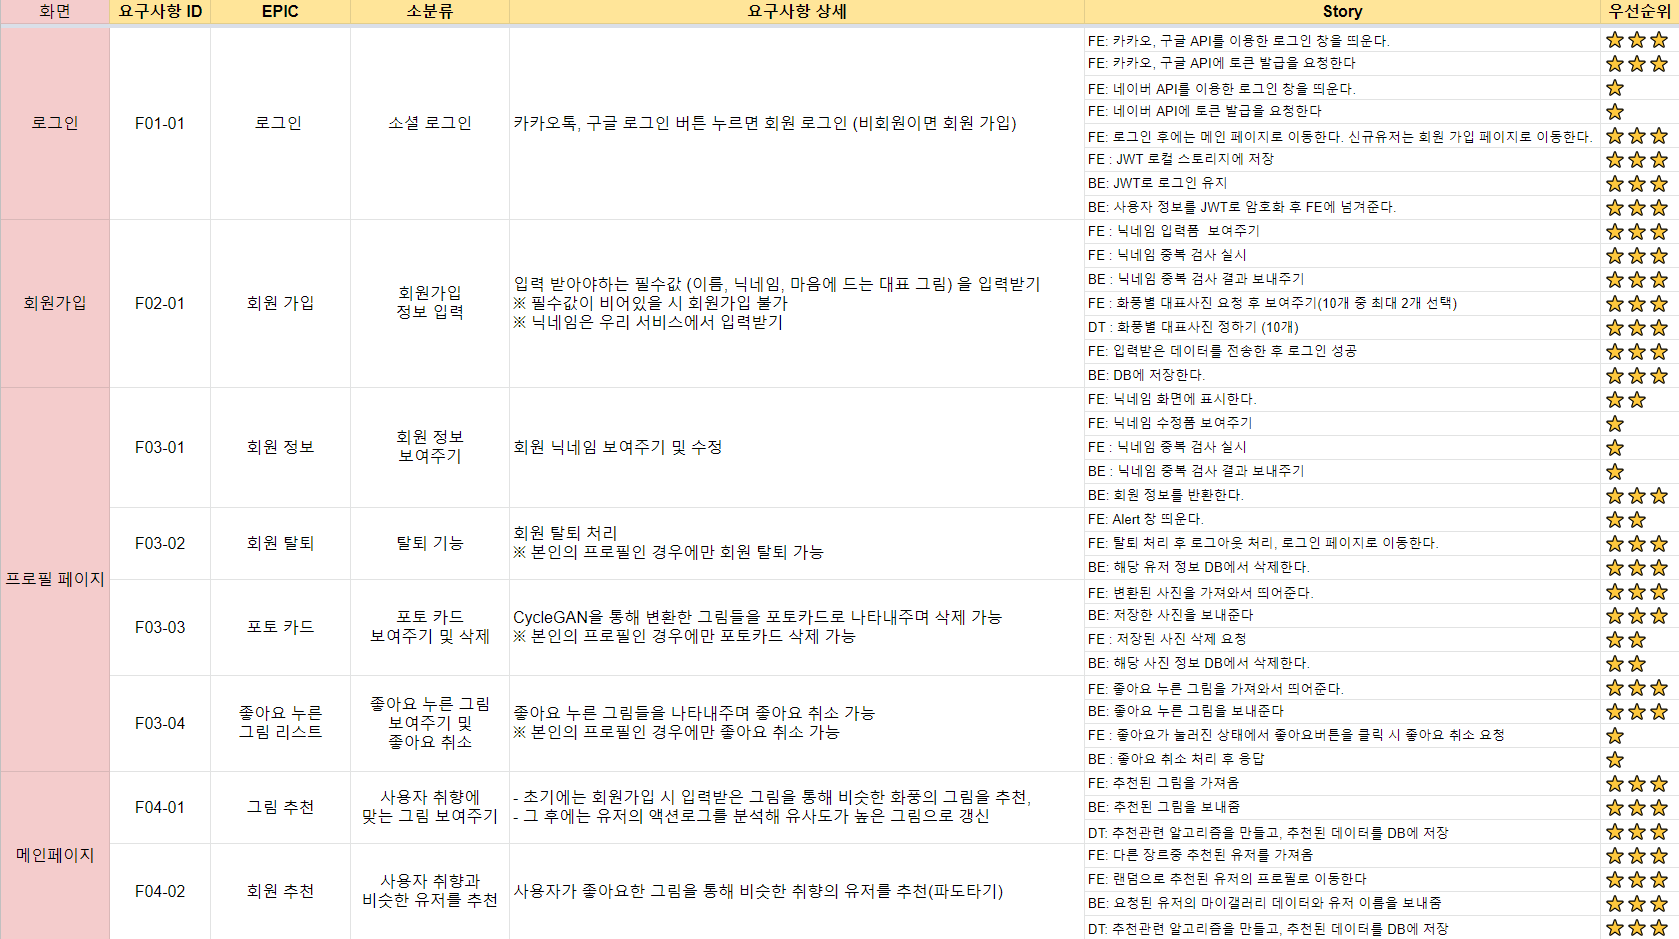 화면 요구사항 ID EPIC 소분류 요구사항 상세 Story 우선순위
로그인
F01-01
로그인
소셜 로그인
카카오톡, 구글 로그인 버튼 누르면 회원 로그인 (비회원이면 회원 가입)
FE: 카카오, 구글 API를 이용한 로그인 창을 띄운다.
FE: 카카오, 구글 API에 토큰 발급을 요청한다
FE: 네이버 API를 이용한 로그인 창을 띄운다.
FE: 네이버 API에 토큰 발급을 요청한다
FE: 로그인 후에는 메인 페이지로 이동한다. 신규유저는 회원 가입 페이지로 이동한다.
FE : JWT 로컬 스토리지에 저장
BE: JWT로 로그인 유지
BE: 사용자 정보를 JWT로 암호화 후 FE에 넘겨준다.
회원가입
F02-01
회원 가입
회원가입
정보 입력
입력 받아야하는 필수값 (이름, 닉네임, 마음에 드는 대표 그림) 을 입력받기
※ 필수값이 비어있을 시 회원가입 불가
※ 닉네임은 우리 서비스에서 입력받기
FE : 닉네임 입력폼 보여주기
FE : 닉네임 중복 검사 실시
BE : 닉네임 중복 검사 결과 보내주기
FE : 화풍별 대표사진 요청 후 보여주기(10개 중 최대 2개 선택)
DT : 화풍별 대표사진 정하기 (10개)
FE: 입력받은 데이터를 전송한 후 로그인 성공
BE: DB에 저장한다.
프로필 페이지
F03-01
회원 정보
회원 정보
보여주기
회원 닉네임 보여주기 및 수정
FE: 닉네임 화면에 표시한다.
FE: 닉네임 수정폼 보여주기
FE : 닉네임 중복 검사 실시
BE : 닉네임 중복 검사 결과 보내주기
BE: 회원 정보를 반환한다.
F03-02
회원 탈퇴
탈퇴 기능
회원 탈퇴 처리
※ 본인의 프로필인 경우에만 회원 탈퇴 가능
FE: Alert 창 띄운다.
FE: 탈퇴 처리 후 로그아웃 처리, 로그인 페이지로 이동한다.
BE: 해당 유저 정보 DB에서 삭제한다.
F03-03
포토 카드
포토 카드
보여주기 및 삭제
CycleGAN을 통해 변환한 그림들을 포토카드로 나타내주며 삭제 가능
※ 본인의 프로필인 경우에만 포토카드 삭제 가능
FE: 변환된 사진을 가져와서 띄어준다.
BE: 저장한 사진을 보내준다
FE : 저장된 사진 삭제 요청
BE: 해당 사진 정보 DB에서 삭제한다.
F03-04
좋아요 누른
그림 리스트
좋아요 누른 그림
보여주기 및
좋아요 취소
좋아요 누른 그림들을 나타내주며 좋아요 취소 가능
※ 본인의 프로필인 경우에만 좋아요 취소 가능
FE: 좋아요 누른 그림을 가져와서 띄어준다.
BE: 좋아요 누른 그림을 보내준다
FE : 좋아요가 눌러진 상태에서 좋아요버튼을 클릭 시 좋아요 취소 요청
BE : 좋아요 취소 처리 후 응답
메인페이지
F04-01
그림 추천
사용자 취향에
맞는 그림 보여주기
- 초기에는 회원가입 시 입력받은 그림을 통해 비슷한 화풍의 그림을 추천,
- 그 후에는 유저의 액션로그를 분석해 유사도가 높은 그림으로 갱신
FE: 추천된 그림을 가져옴
BE: 추천된 그림을 보내줌
DT: 추천관련 알고리즘을 만들고, 추천된 데이터를 DB에 저장
F04-02
회원 추천
사용자 취향과
비슷한 유저를 추천
사용자가 좋아요한 그림을 통해 비슷한 취향의 유저를 추천(파도타기)
FE: 다른 장르중 추천된 유저를 가져옴
FE: 랜덤으로 추천된 유저의 프로필로 이동한다
BE: 요청된 유저의 마이갤러리 데이터와 유저 이름을 보내줌
DT: 추천관련 알고리즘을 만들고, 추천된 데이터를 DB에 저장